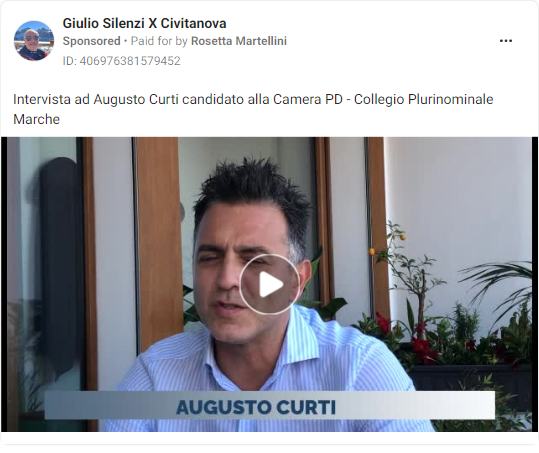 Giulio Silenzi X Civitanova
Sponsored • Paid for by Rosetta Martellini
ID: 406976381579452
Intervista ad Augusto Curti candidato alla Camera PD - Collegio Plurinominale
Marche
AUGUSTO CURTI